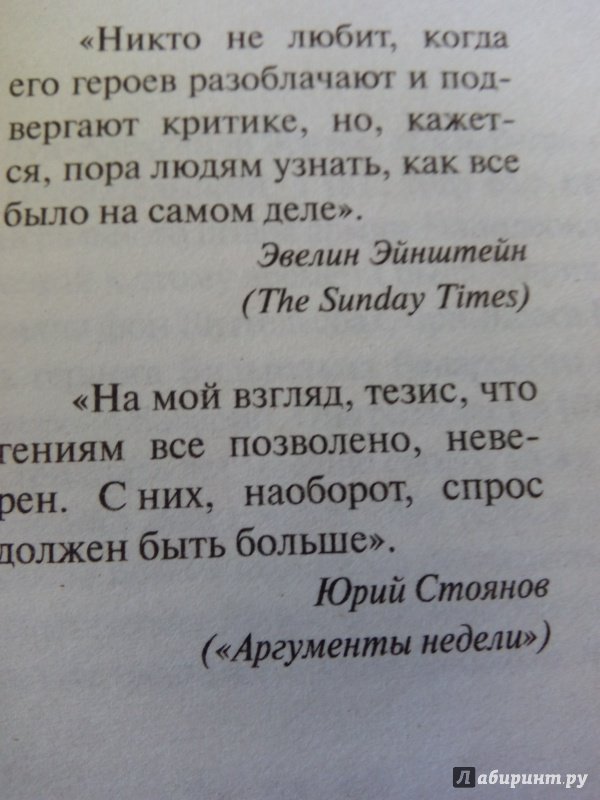 «Никто не любит, когда
его героев разоблачают и под-
вергают критике, но, кажет-
ся, пора людям узнать, как все
было на самом деле».
Эвелин Эйнштейн
(The Sunday Times)
«На мой взгляд, тезис, что
гениям все позволено, неве-
рен. С них, наоборот, спрос
должен быть больше».
Юрий Стоянов
(«Аргументы недели»)
Л абиринт.ру